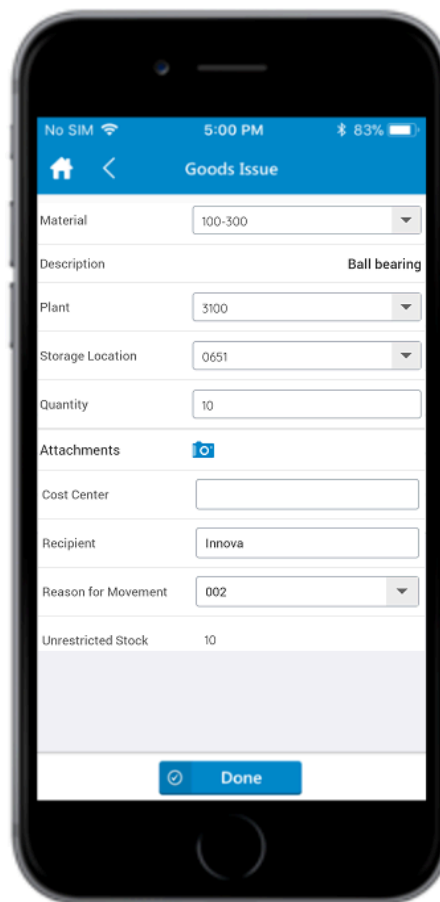 No SIM 5:00 PM 83%
Goods Issue
Material 100-300
Description Ball bearing
Plant 3100
Storage Location 0651
Quantity 10
Attachments
Cost Center
Recipient Innova
Reason for Movement 002
Unrestricted Stock 10
Done